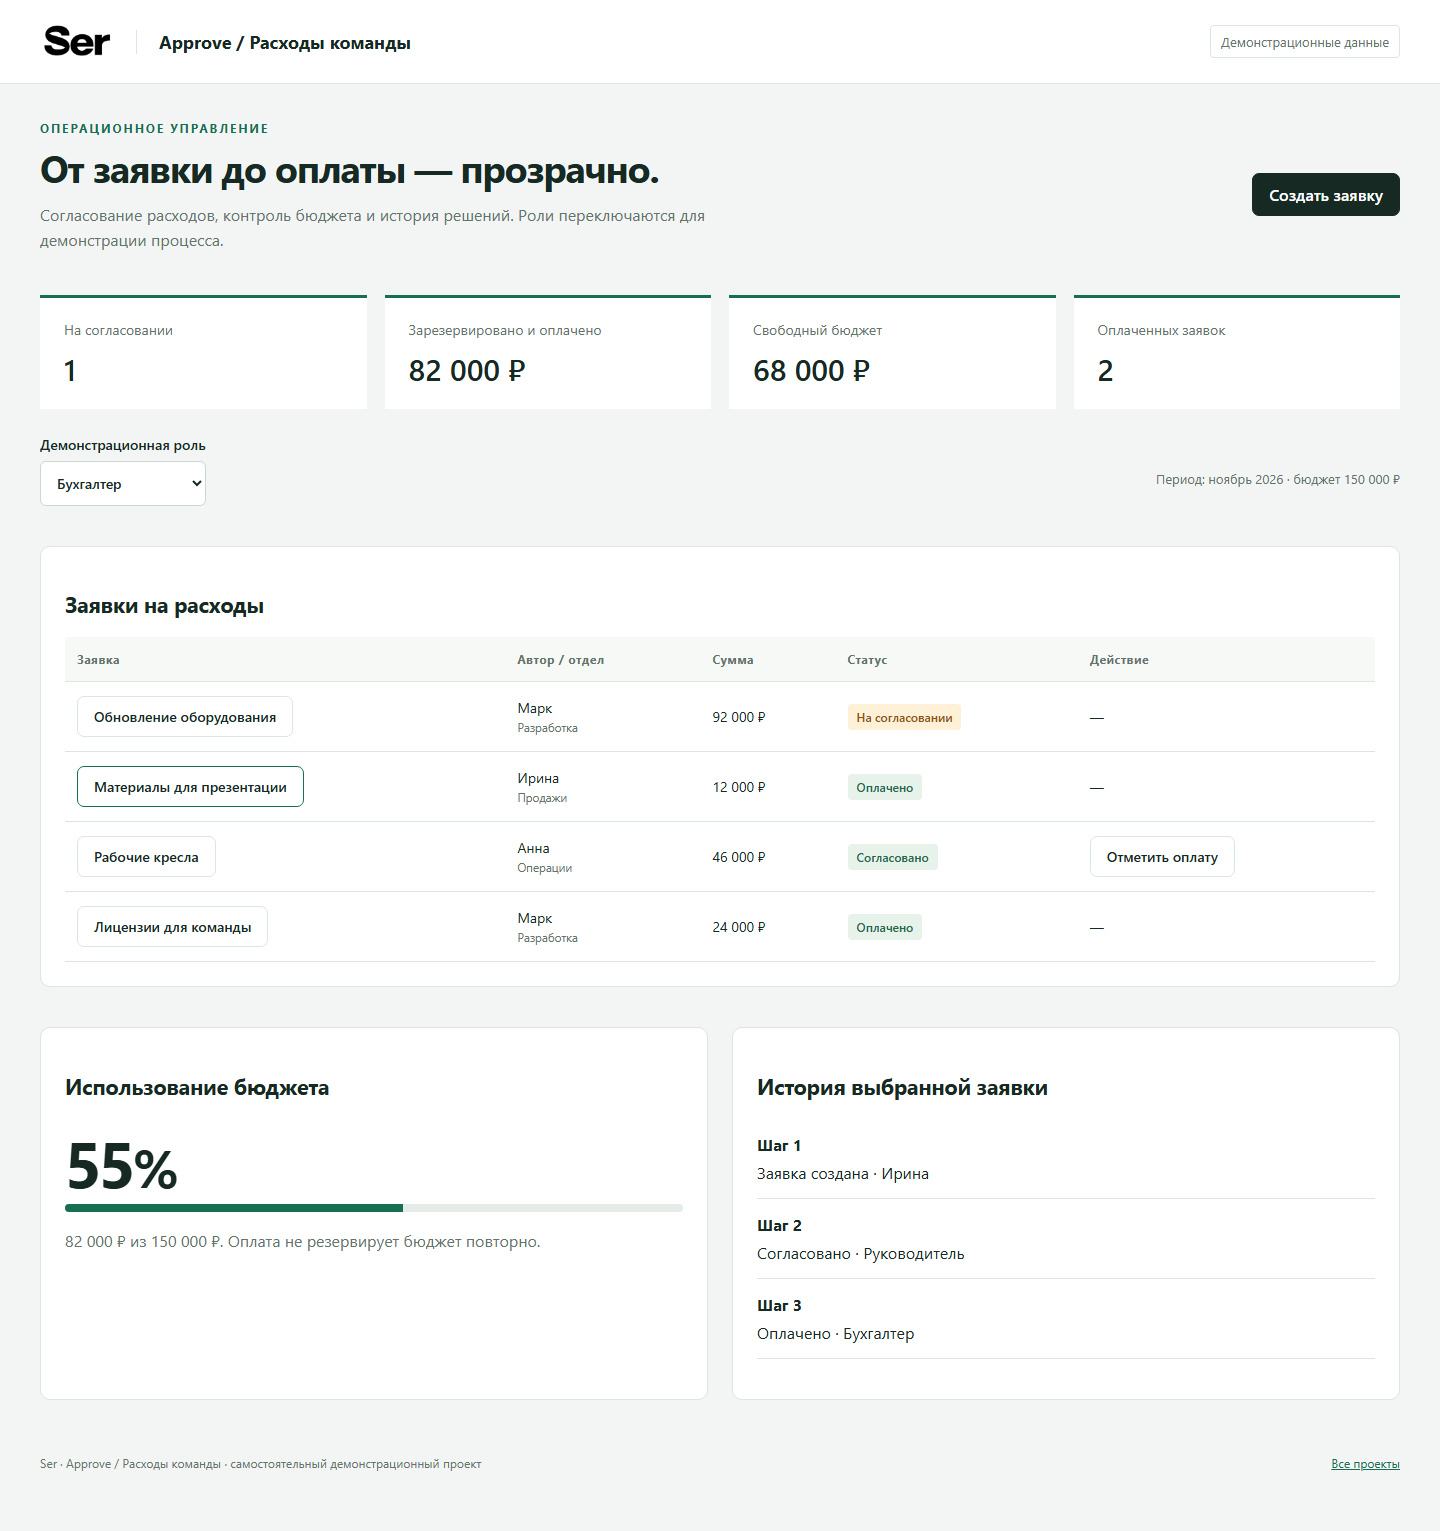 Ser
Approve / Расходы команды
Демонстрационные данные
ОПЕРАЦИОННОЕ УПРАВЛЕНИЕ
От заявки до оплаты — прозрачно.
Согласование расходов, контроль бюджета и история решений. Роли переключаются для
демонстрации процесса.
Создать заявку
На согласовании
1
Зарезервировано и оплачено
82 000 ₽
Свободный бюджет
68 000 ₽
Оплаченных заявок
2
Демонстрационная роль
Бухгалтер
Период: ноябрь 2026 · бюджет 150 000 ₽
Заявки на расходы
Заявка Автор / отдел Сумма Статус Действие
Обновление оборудования
Марк
Разработка
92 000 ₽
На согласовании
—
Материалы для презентации
Ирина
Продажи
12 000 ₽
Оплачено
—
Рабочие кресла
Анна
Операции
46 000 ₽
Согласовано
Отметить оплату
Лицензии для команды
Марк
Разработка
24 000 ₽
Оплачено
—
Использование бюджета
55%
82 000 ₽ из 150 000 ₽. Оплата не резервирует бюджет повторно.
История выбранной заявки
Шаг 1
Заявка создана · Ирина
Шаг 2
Согласовано · Руководитель
Шаг 3
Оплачено · Бухгалтер
Ser · Approve / Расходы команды · самостоятельный демонстрационный проект
Все проекты